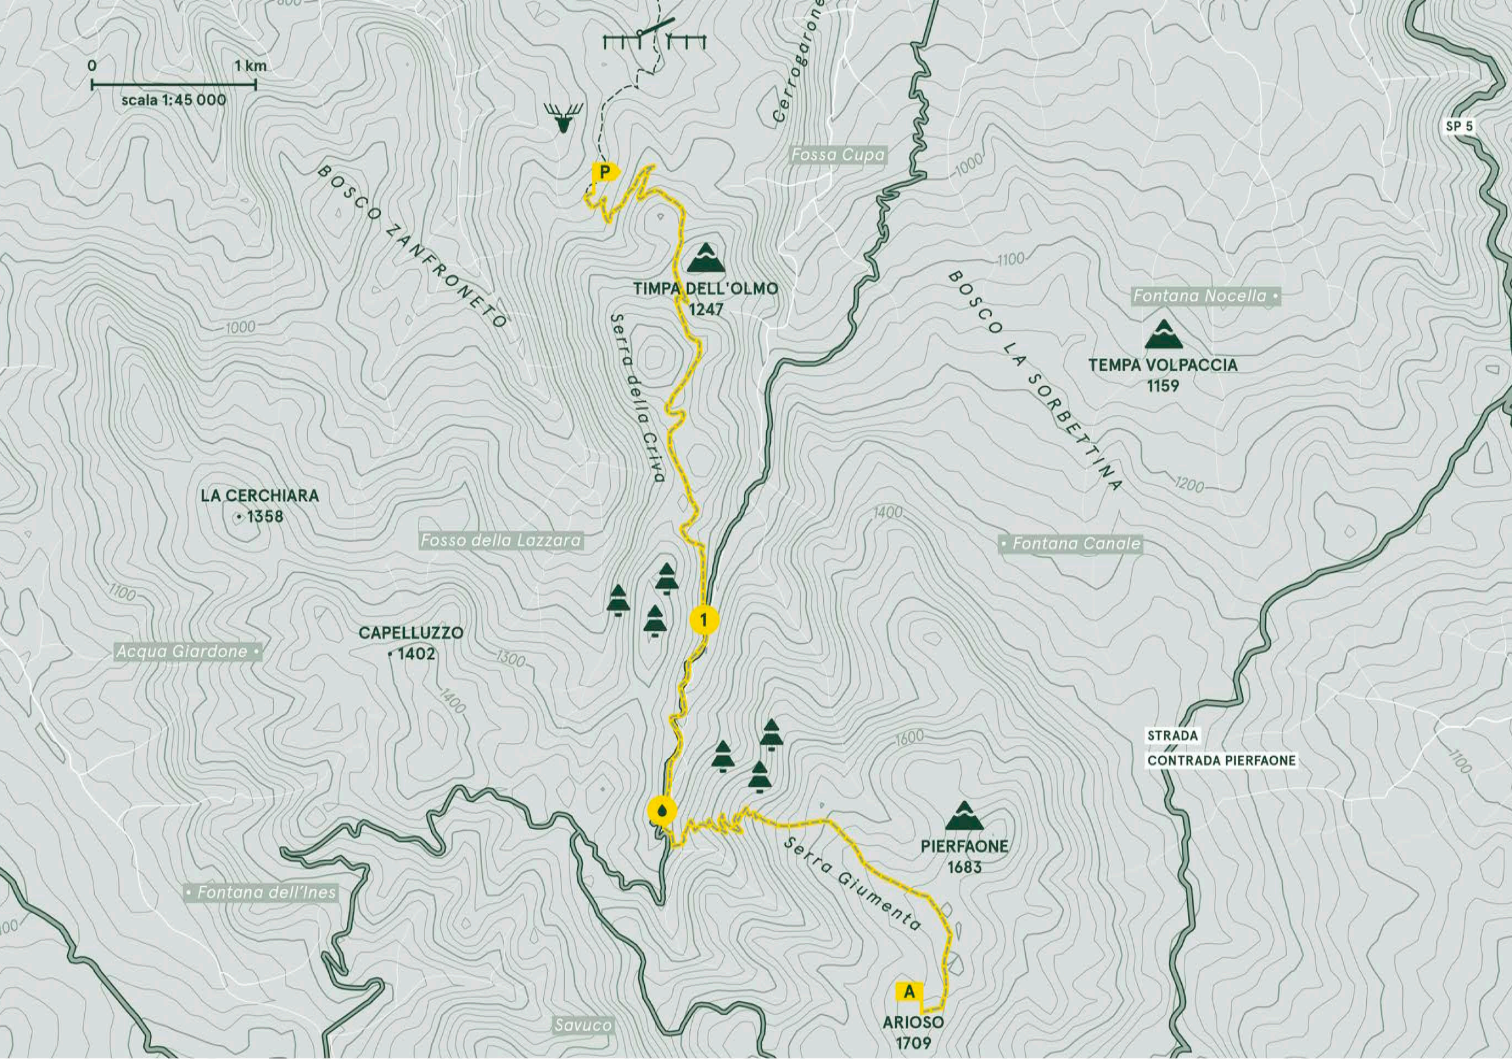 0 1 km
scala 1:45 000
Cerrogarone
SP 5
P
Fossa Cupa
1000
BOSCO ZANFRONETO
1100
BOSCO LA SORBETTINA
Fontana Nocella
TIMPA DELL'OLMO
1247
1000
Serra della Criva
TEMPA VOLPACCIA
1159
1200
LA CERCHIARA
1358
1400
Fosso della Lazzara
Fontana Canale
1100
1
CAPELLUZZO
1402
Acqua Giardone
1300
1400
1600
STRADA
CONTRADA PIERFAONE
1100
PIERFAONE
1683
Serra Giumenta
Fontana dell'Ines
A
ARIOSO
1709
Savuco